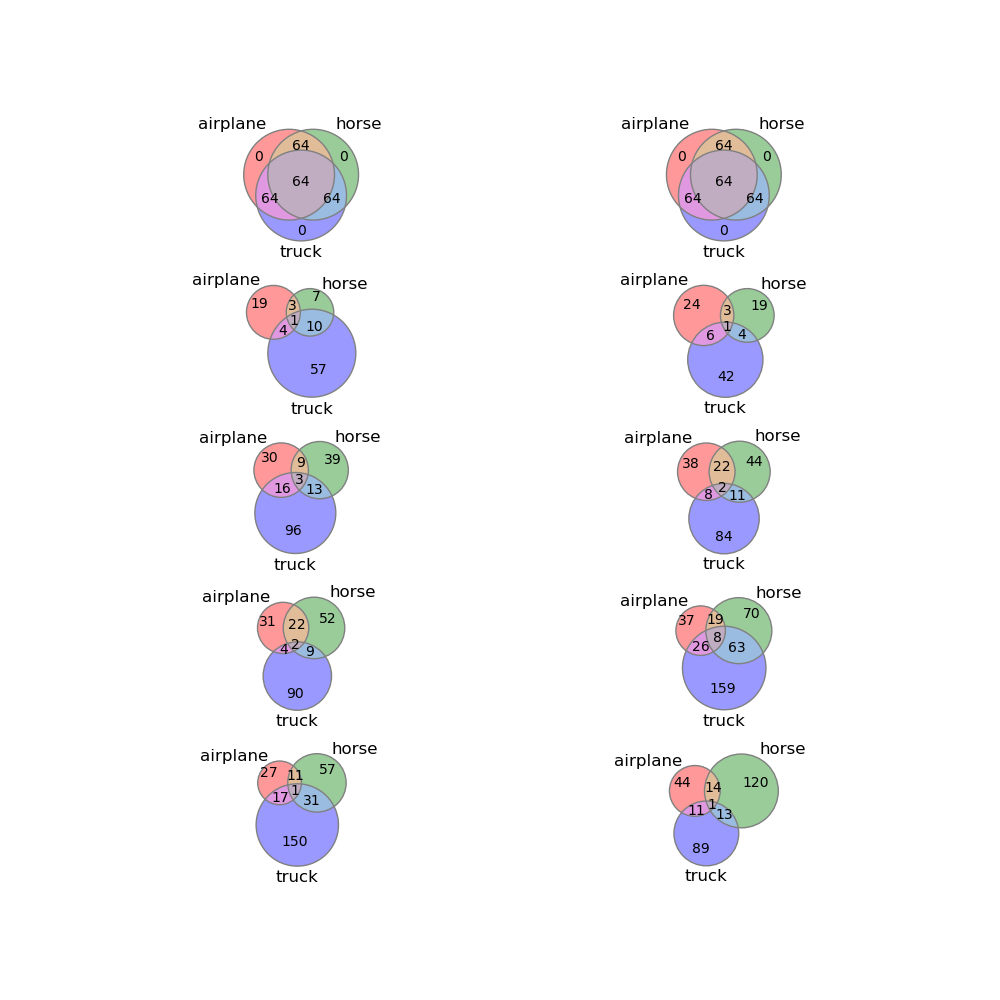 airplane horse airplane horse
64 64
0 0 0 0
64 64
64 64 64 64
0 0
truck truck
airplane horse airplane horse
19 3 7 24 3 19
4 1 10 6 1 4
57 42
truck truck
airplane horse airplane horse
30 9 39 38 22 44
16 3 13 8 2 11
96 84
truck truck
airplane horse airplane horse
31 22 52 37 19 70
4 2 9 26 8 63
90 159
truck truck
airplane horse airplane horse
27 11 57 44 14 120
17 1 31 11 1 13
150 89
truck truck